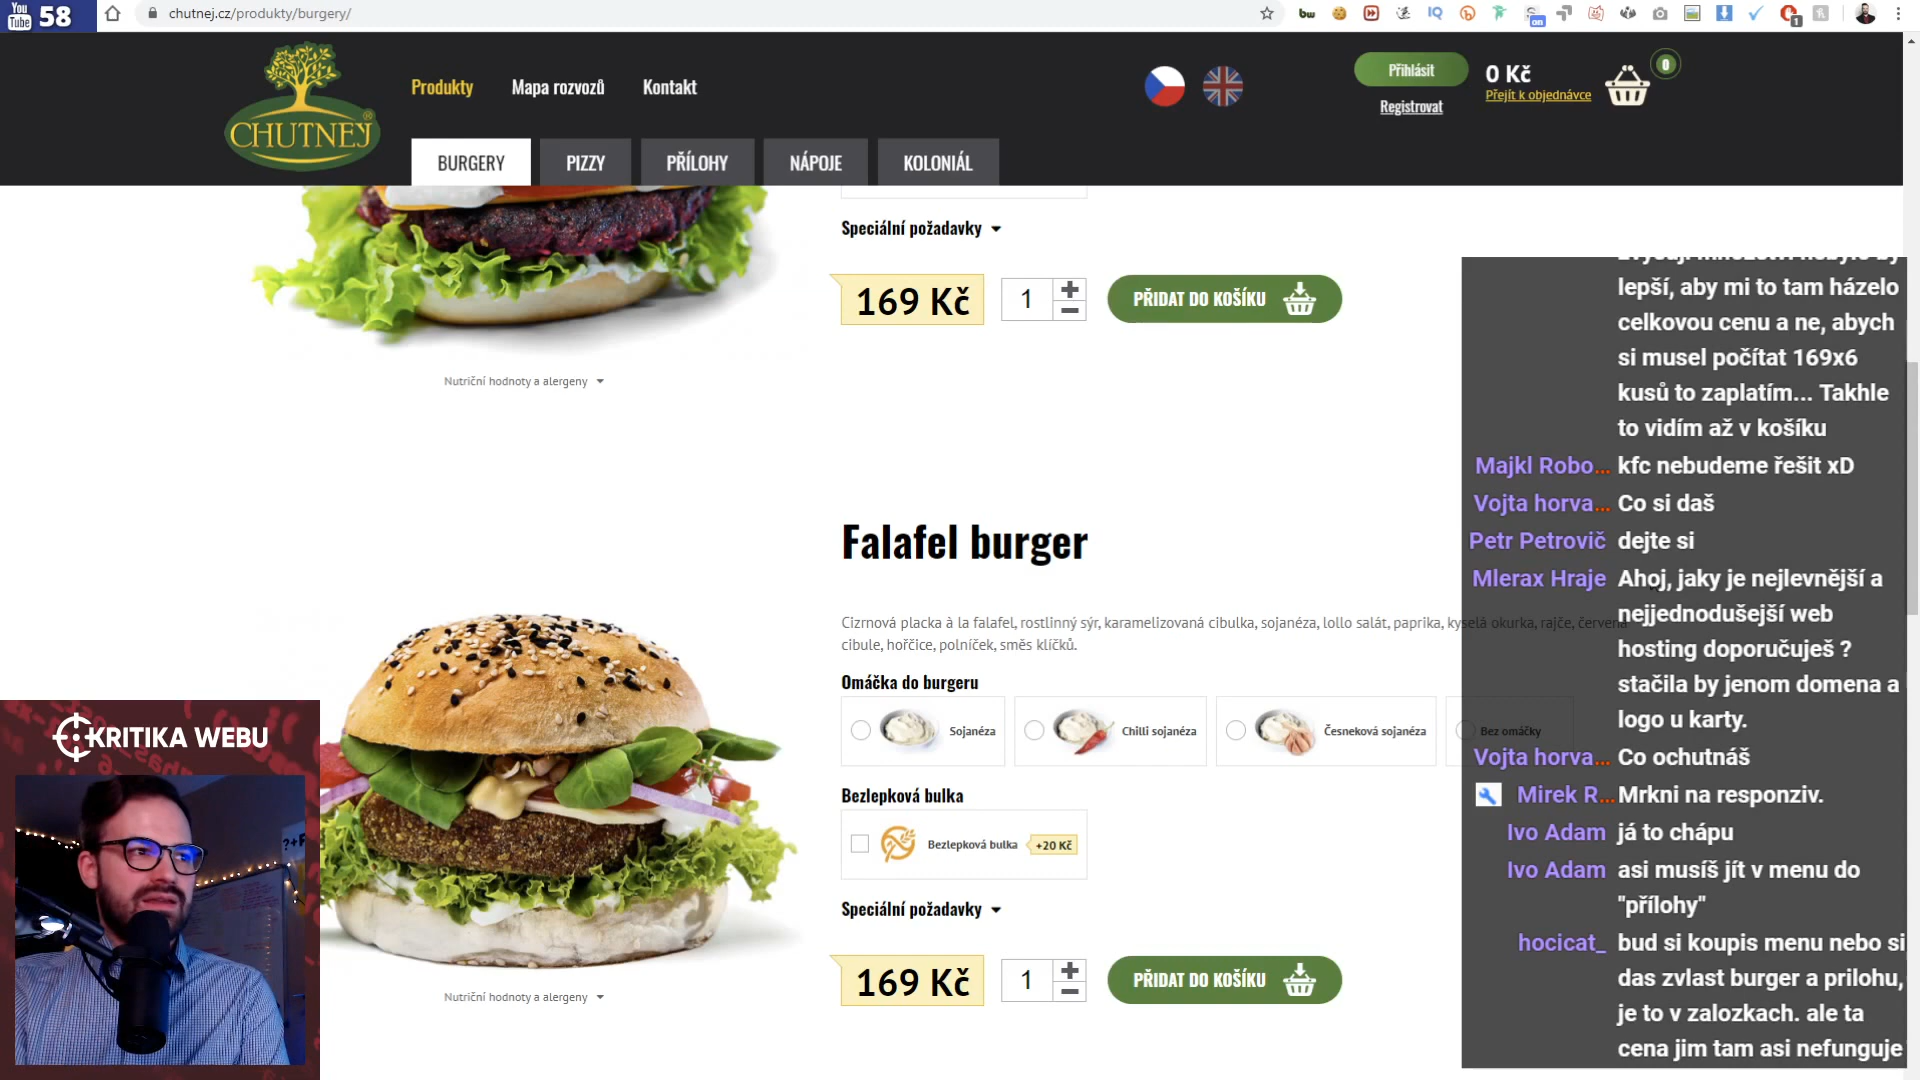 You
Tube
58
chutnej.cz/produkty/burgery/
CHUTNEJ®
Produkty
Mapa rozvozů
Kontakt
Přihlásit
Registrovat
0 Kč
Přejít k objednávce
0
BURGERY
PIZZY
PŘÍLOHY
NÁPOJE
KOLONIÁL
Speciální požadavky
169 Kč
1
PŘIDAT DO KOŠÍKU
Nutriční hodnoty a alergeny
Falafel burger
Cizrnová placka à la falafel, rostlinný sýr, karamelizovaná cibulka, sojanéza, lollo salát, paprika, kyselá okurka, rajče, červená
cibule, hořčice, polníček, směs klíčků.
Omáčka do burgeru
Sojanéza
Chilli sojanéza
Česneková sojanéza
Bez omáčky
Bezlepková bulka
Bezlepková bulka
+20 Kč
Speciální požadavky
169 Kč
1
PŘIDAT DO KOŠÍKU
Nutriční hodnoty a alergeny
KRITIKA WEBU
lepší, aby mi to tam házelo
celkovou cenu a ne, abych
si musel počítat 169x6
kusů to zaplatím... Takhle
to vidím až v košíku
Majkl Robo... kfc nebudeme řešit xD
Vojta horva... Co si daš
Petr Petrovič dejte si
Mlerax Hraje Ahoj, jaky je nejlevnější a
nejjednodušejší web
hosting doporučuješ ?
stačila by jenom domena a
logo u karty.
Vojta horva... Co ochutnáš
Mirek R... Mrkni na responziv.
Ivo Adam já to chápu
Ivo Adam asi musíš jít v menu do
"přílohy"
hocicat_ bud si koupis menu nebo si
das zvlast burger a prilohu,
je to v zalozkach. ale ta
cena jim tam asi nefunguje